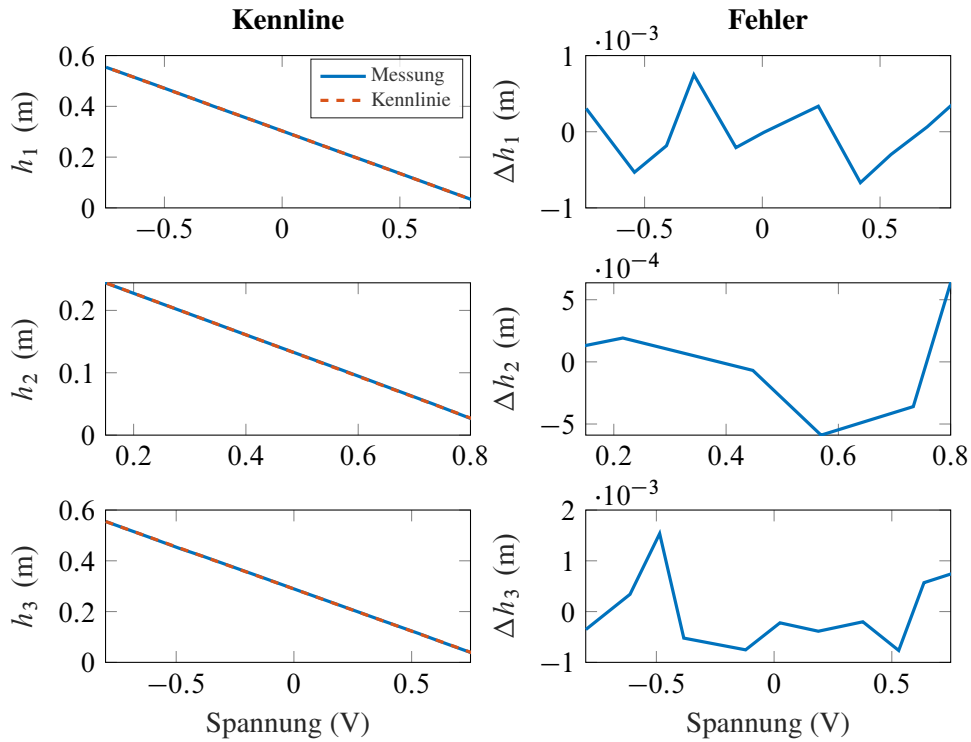 Kennline
Fehler
0.6
0.4
0.2
0
h₁ (m)
Messung
Kennlinie
−0.5 0 0.5
·10⁻³
1
0
−1
Δh₁ (m)
−0.5 0 0.5
0.2
0.1
0
h₂ (m)
0.2 0.4 0.6 0.8
·10⁻⁴
5
0
−5
Δh₂ (m)
0.2 0.4 0.6 0.8
0.6
0.4
0.2
0
h₃ (m)
−0.5 0 0.5
Spannung (V)
·10⁻³
2
1
0
−1
Δh₃ (m)
−0.5 0 0.5
Spannung (V)